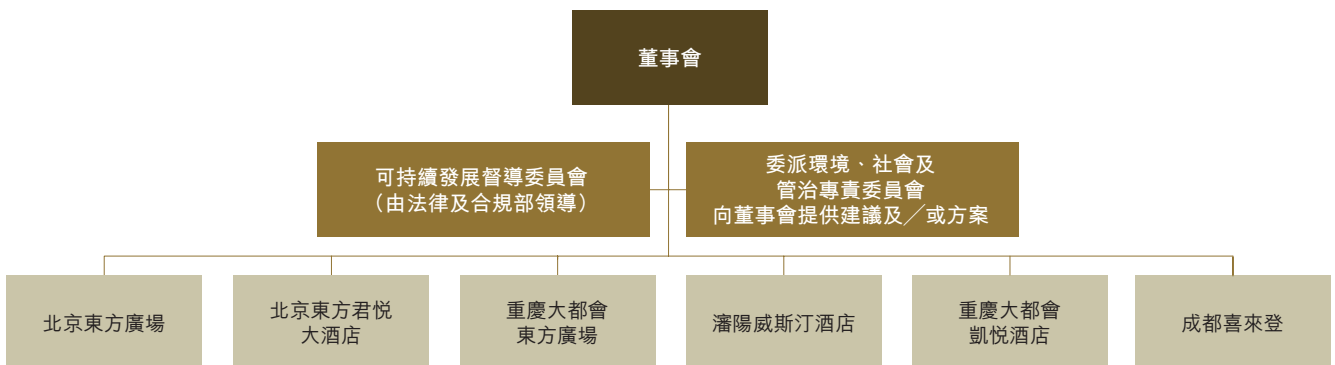 董事會
可持續發展督導委員會
（由法律及合規部領導）
委派環境、社會及
管治專責委員會
向董事會提供建議及╱或方案
北京東方廣場
北京東方君悅
大酒店
重慶大都會
東方廣場
瀋陽威斯汀酒店
重慶大都會
凱悅酒店
成都喜來登